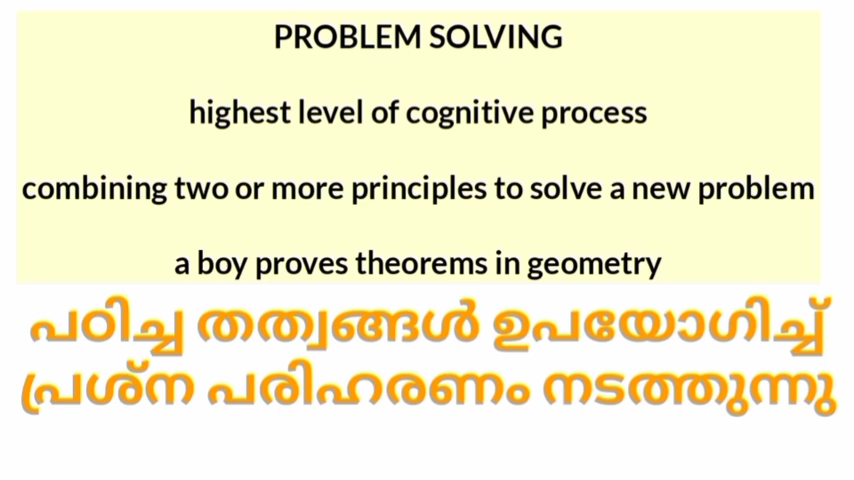 PROBLEM SOLVING
highest level of cognitive process
combining two or more principles to solve a new problem
a boy proves theorems in geometry
പഠിച്ച തത്വങ്ങൾ ഉപയോഗിച്ച്
പ്രശ്ന പരിഹരണം നടത്തുന്നു